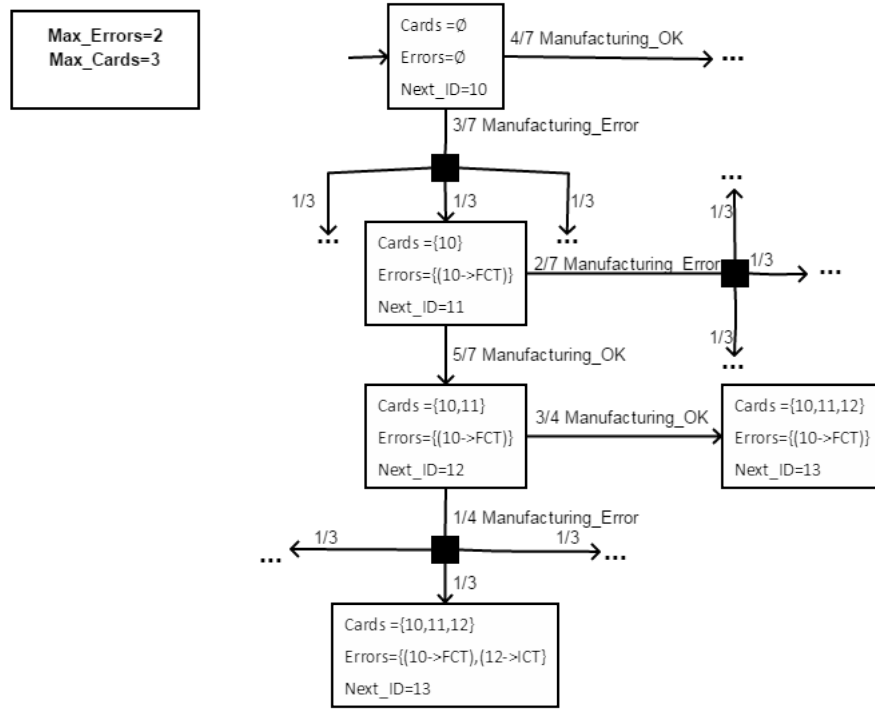 Max_Errors=2
Max_Cards=3
Cards =Ø
Errors=Ø
Next_ID=10
4/7 Manufacturing_OK
...
3/7 Manufacturing_Error
1/3
1/3
1/3
...
...
Cards ={10}
Errors={(10->FCT)}
Next_ID=11
2/7 Manufacturing_Error
...
1/3
1/3
...
1/3
...
5/7 Manufacturing_OK
Cards ={10,11}
Errors={(10->FCT)}
Next_ID=12
3/4 Manufacturing_OK
Cards ={10,11,12}
Errors={(10->FCT)}
Next_ID=13
1/4 Manufacturing_Error
1/3
1/3
...
...
1/3
Cards ={10,11,12}
Errors={(10->FCT),(12->ICT}
Next_ID=13